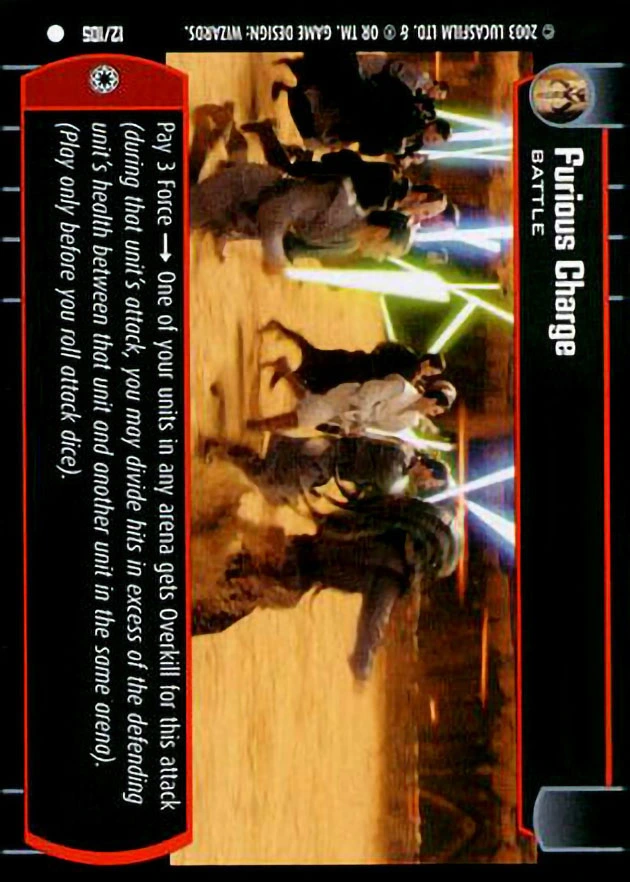 Furious Charge
BATTLE
Pay 3 Force → One of your units in any arena gets Overkill for this attack
(during that unit's attack, you may divide hits in excess of the defending
unit's health between that unit and another unit in the same arena).
(Play only before you roll attack dice).
© 2003 LUCASFILM LTD. & ® OR TM. GAME DESIGN: WIZARDS.
12/105